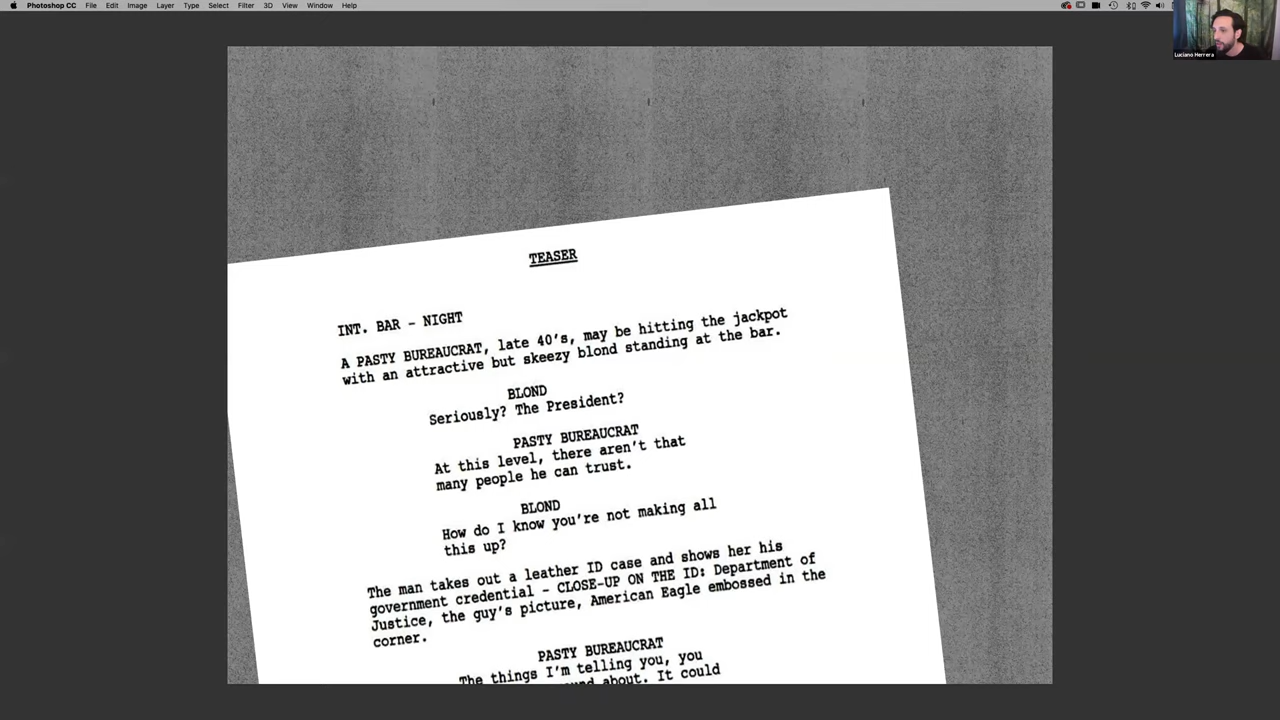 Photoshop CC File Edit Image Layer Type Select Filter 3D View Window Help
Luciano Herrera
TEASER
INT. BAR – NIGHT
A PASTY BUREAUCRAT, late 40's, may be hitting the jackpot
with an attractive but skeezy blond standing at the bar.
BLOND
Seriously? The President?
PASTY BUREAUCRAT
At this level, there aren't that
many people he can trust.
BLOND
How do I know you're not making all
this up?
The man takes out a leather ID case and shows her his
government credential – CLOSE-UP ON THE ID: Department of
Justice, the guy's picture, American Eagle embossed in the
corner.
PASTY BUREAUCRAT
The things I'm telling you, you
about. It could